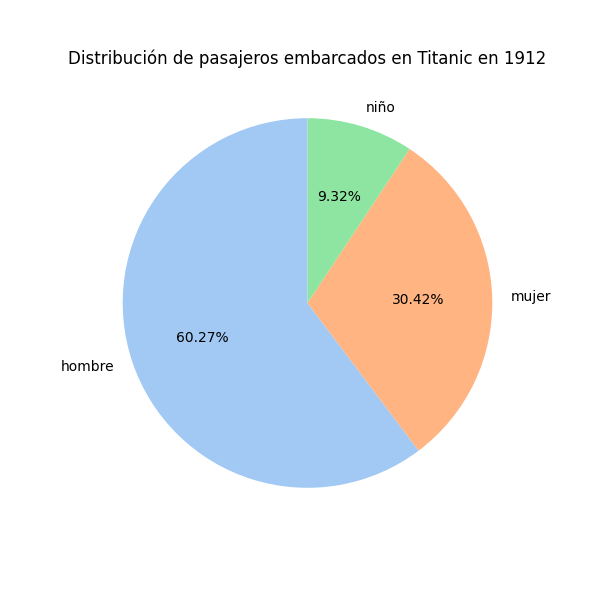 Distribución de pasajeros embarcados en Titanic en 1912
niño
9.32%
mujer
30.42%
60.27%
hombre